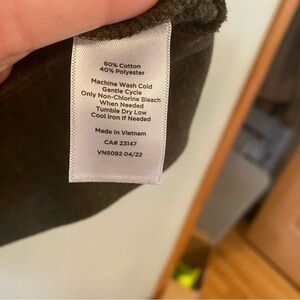 60% Cotton
40% Polyester
Machine Wash Cold
Gentle Cycle
Only Non-Chlorine Bleach
When Needed
Tumble Dry Low
Cool Iron If Needed
Made In Vietnam
CA# 23147
VNS092 04/22